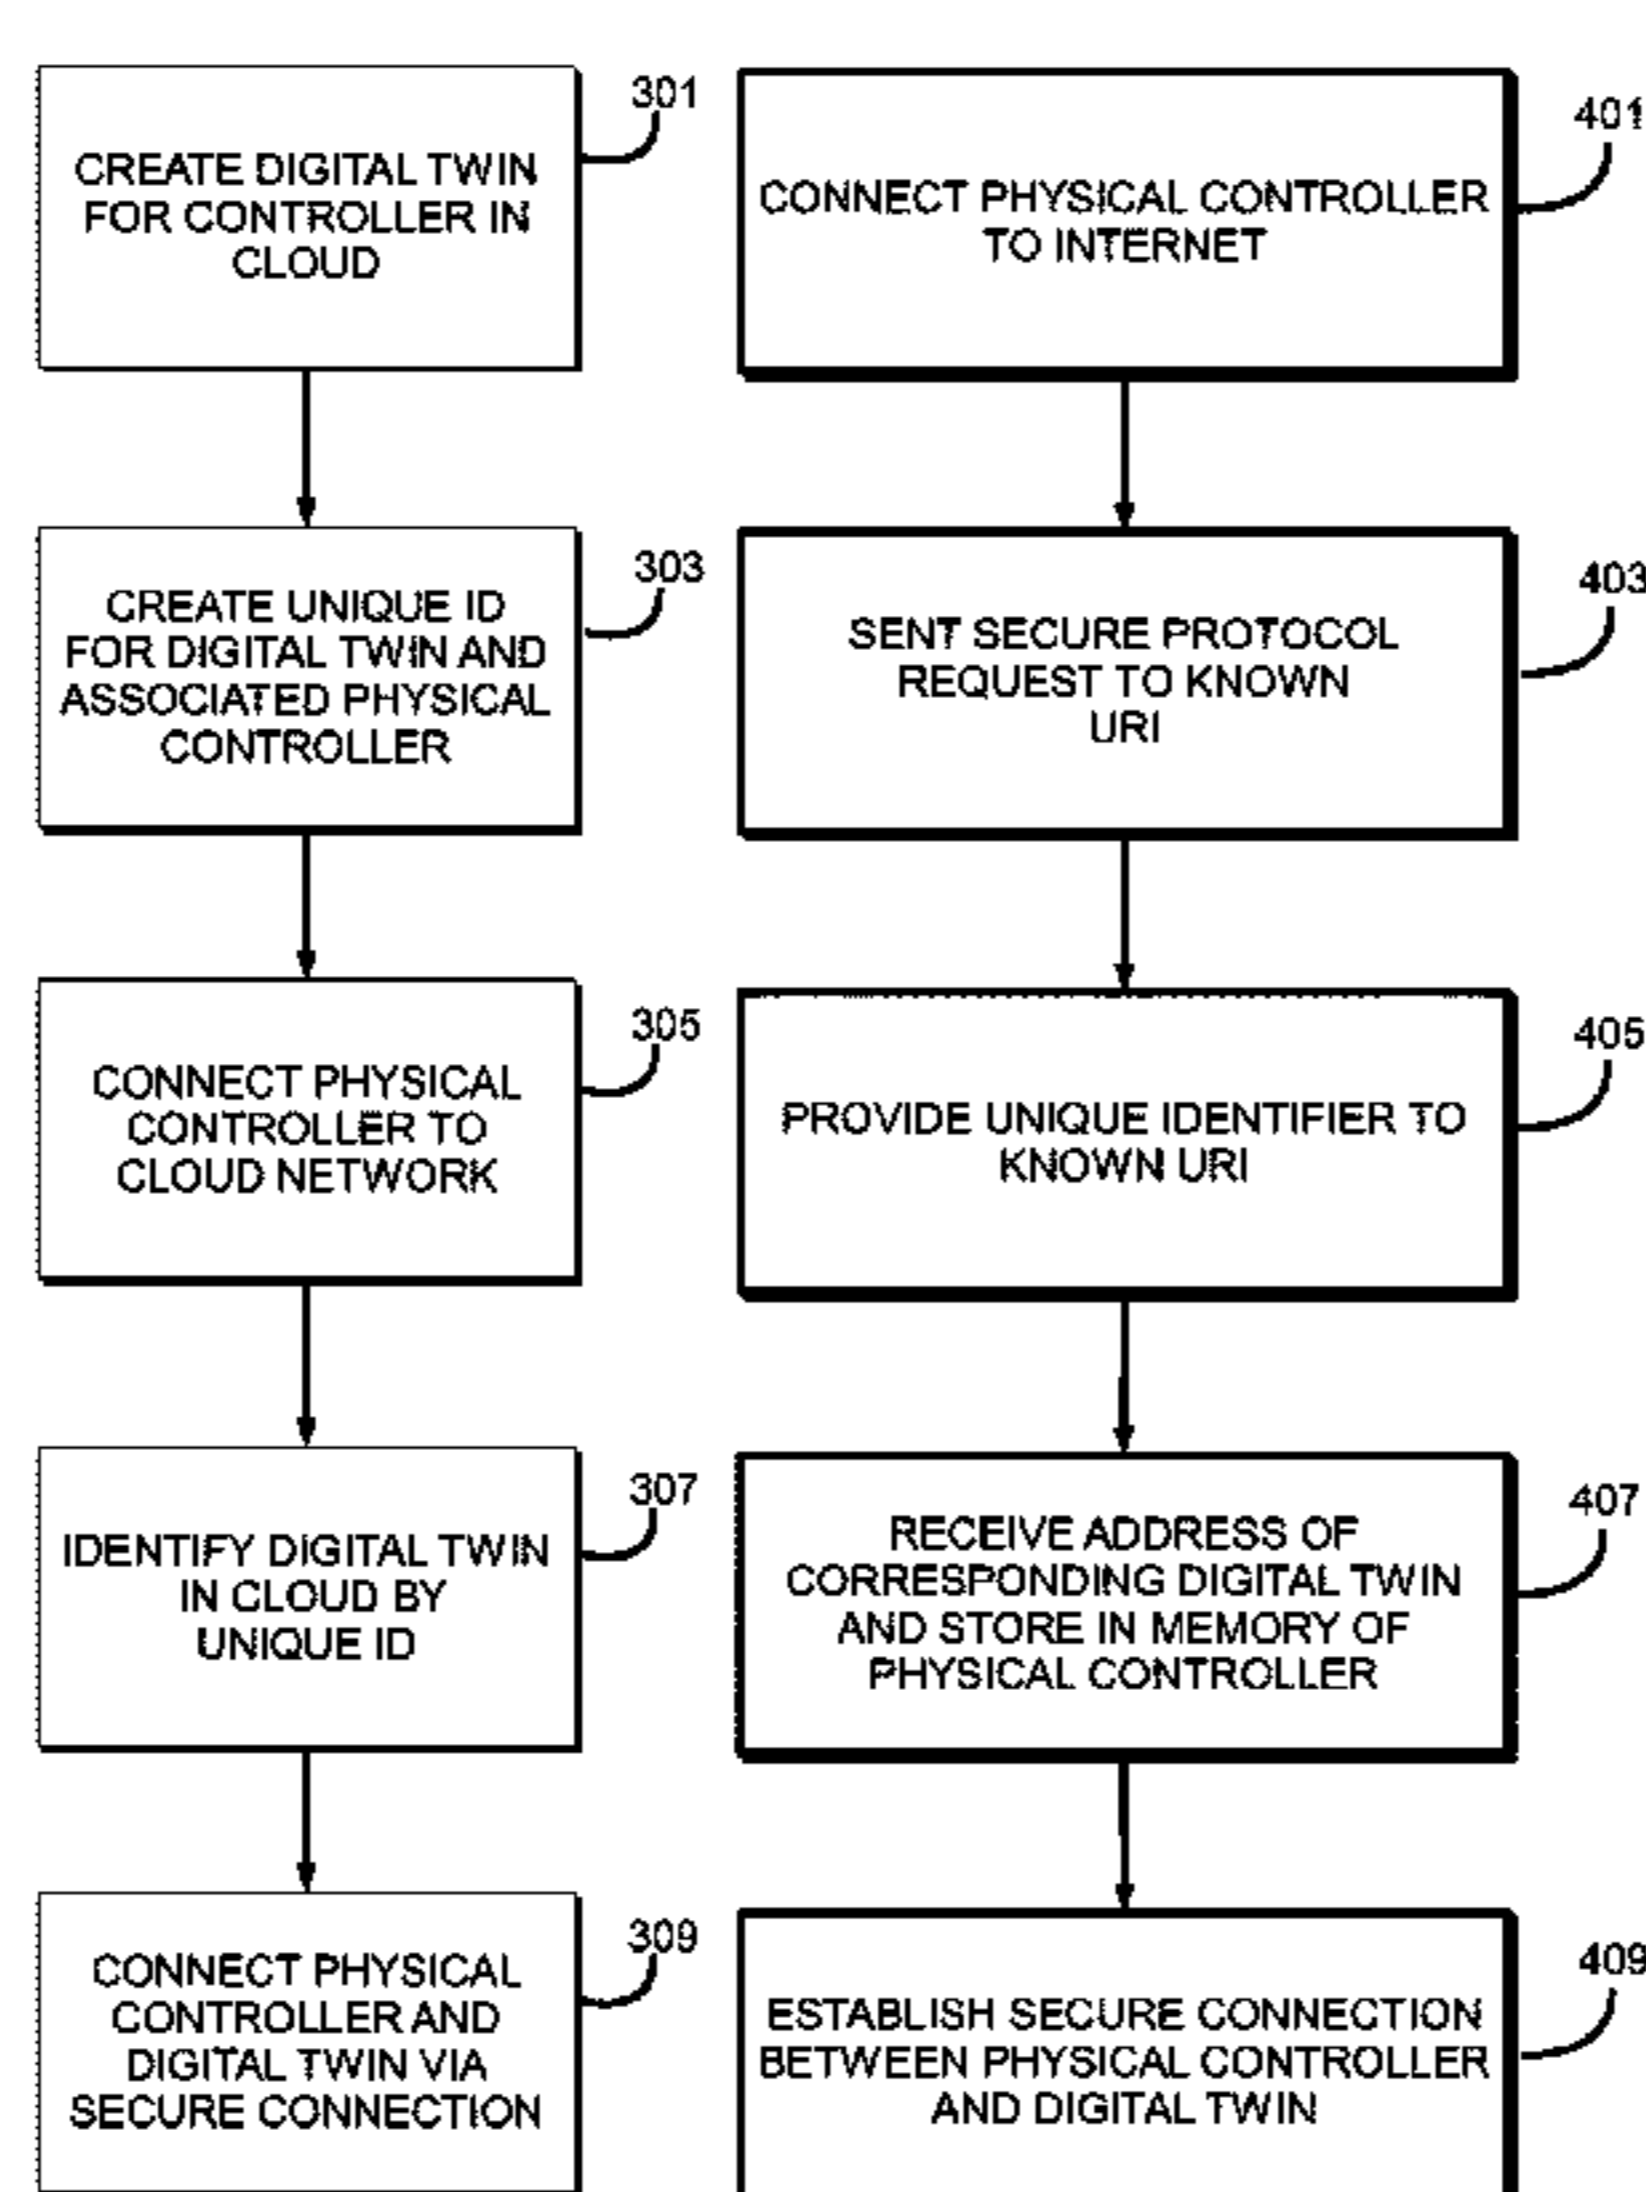 CREATE DIGITAL TWIN
FOR CONTROLLER IN
CLOUD
301
CREATE UNIQUE ID
FOR DIGITAL TWIN AND
ASSOCIATED PHYSICAL
CONTROLLER
303
CONNECT PHYSICAL
CONTROLLER TO
CLOUD NETWORK
305
IDENTIFY DIGITAL TWIN
IN CLOUD BY
UNIQUE ID
307
CONNECT PHYSICAL
CONTROLLER AND
DIGITAL TWIN VIA
SECURE CONNECTION
309
CONNECT PHYSICAL CONTROLLER
TO INTERNET
401
SENT SECURE PROTOCOL
REQUEST TO KNOWN
URI
403
PROVIDE UNIQUE IDENTIFIER TO
KNOWN URI
405
RECEIVE ADDRESS OF
CORRESPONDING DIGITAL TWIN
AND STORE IN MEMORY OF
PHYSICAL CONTROLLER
407
ESTABLISH SECURE CONNECTION
BETWEEN PHYSICAL CONTROLLER
AND DIGITAL TWIN
409